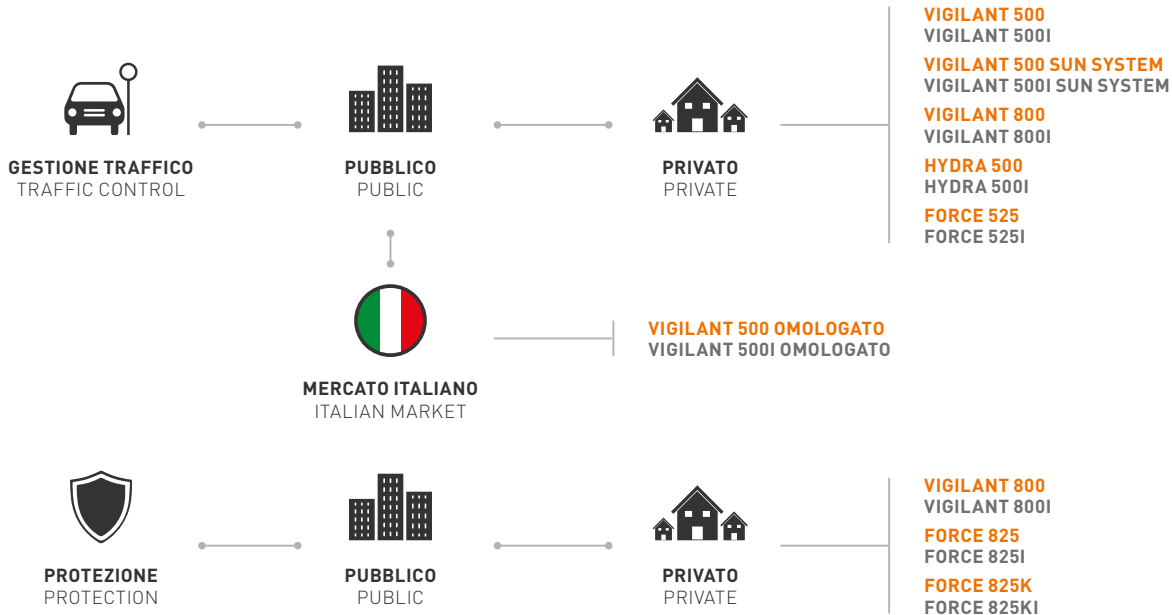 GESTIONE TRAFFICO
TRAFFIC CONTROL
PUBBLICO
PUBLIC
PRIVATO
PRIVATE
VIGILANT 500
VIGILANT 500I
VIGILANT 500 SUN SYSTEM
VIGILANT 500I SUN SYSTEM
VIGILANT 800
VIGILANT 800I
HYDRA 500
HYDRA 500I
FORCE 525
FORCE 525I
MERCATO ITALIANO
ITALIAN MARKET
VIGILANT 500 OMOLOGATO
VIGILANT 500I OMOLOGATO
PROTEZIONE
PROTECTION
PUBBLICO
PUBLIC
PRIVATO
PRIVATE
VIGILANT 800
VIGILANT 800I
FORCE 825
FORCE 825I
FORCE 825K
FORCE 825KI